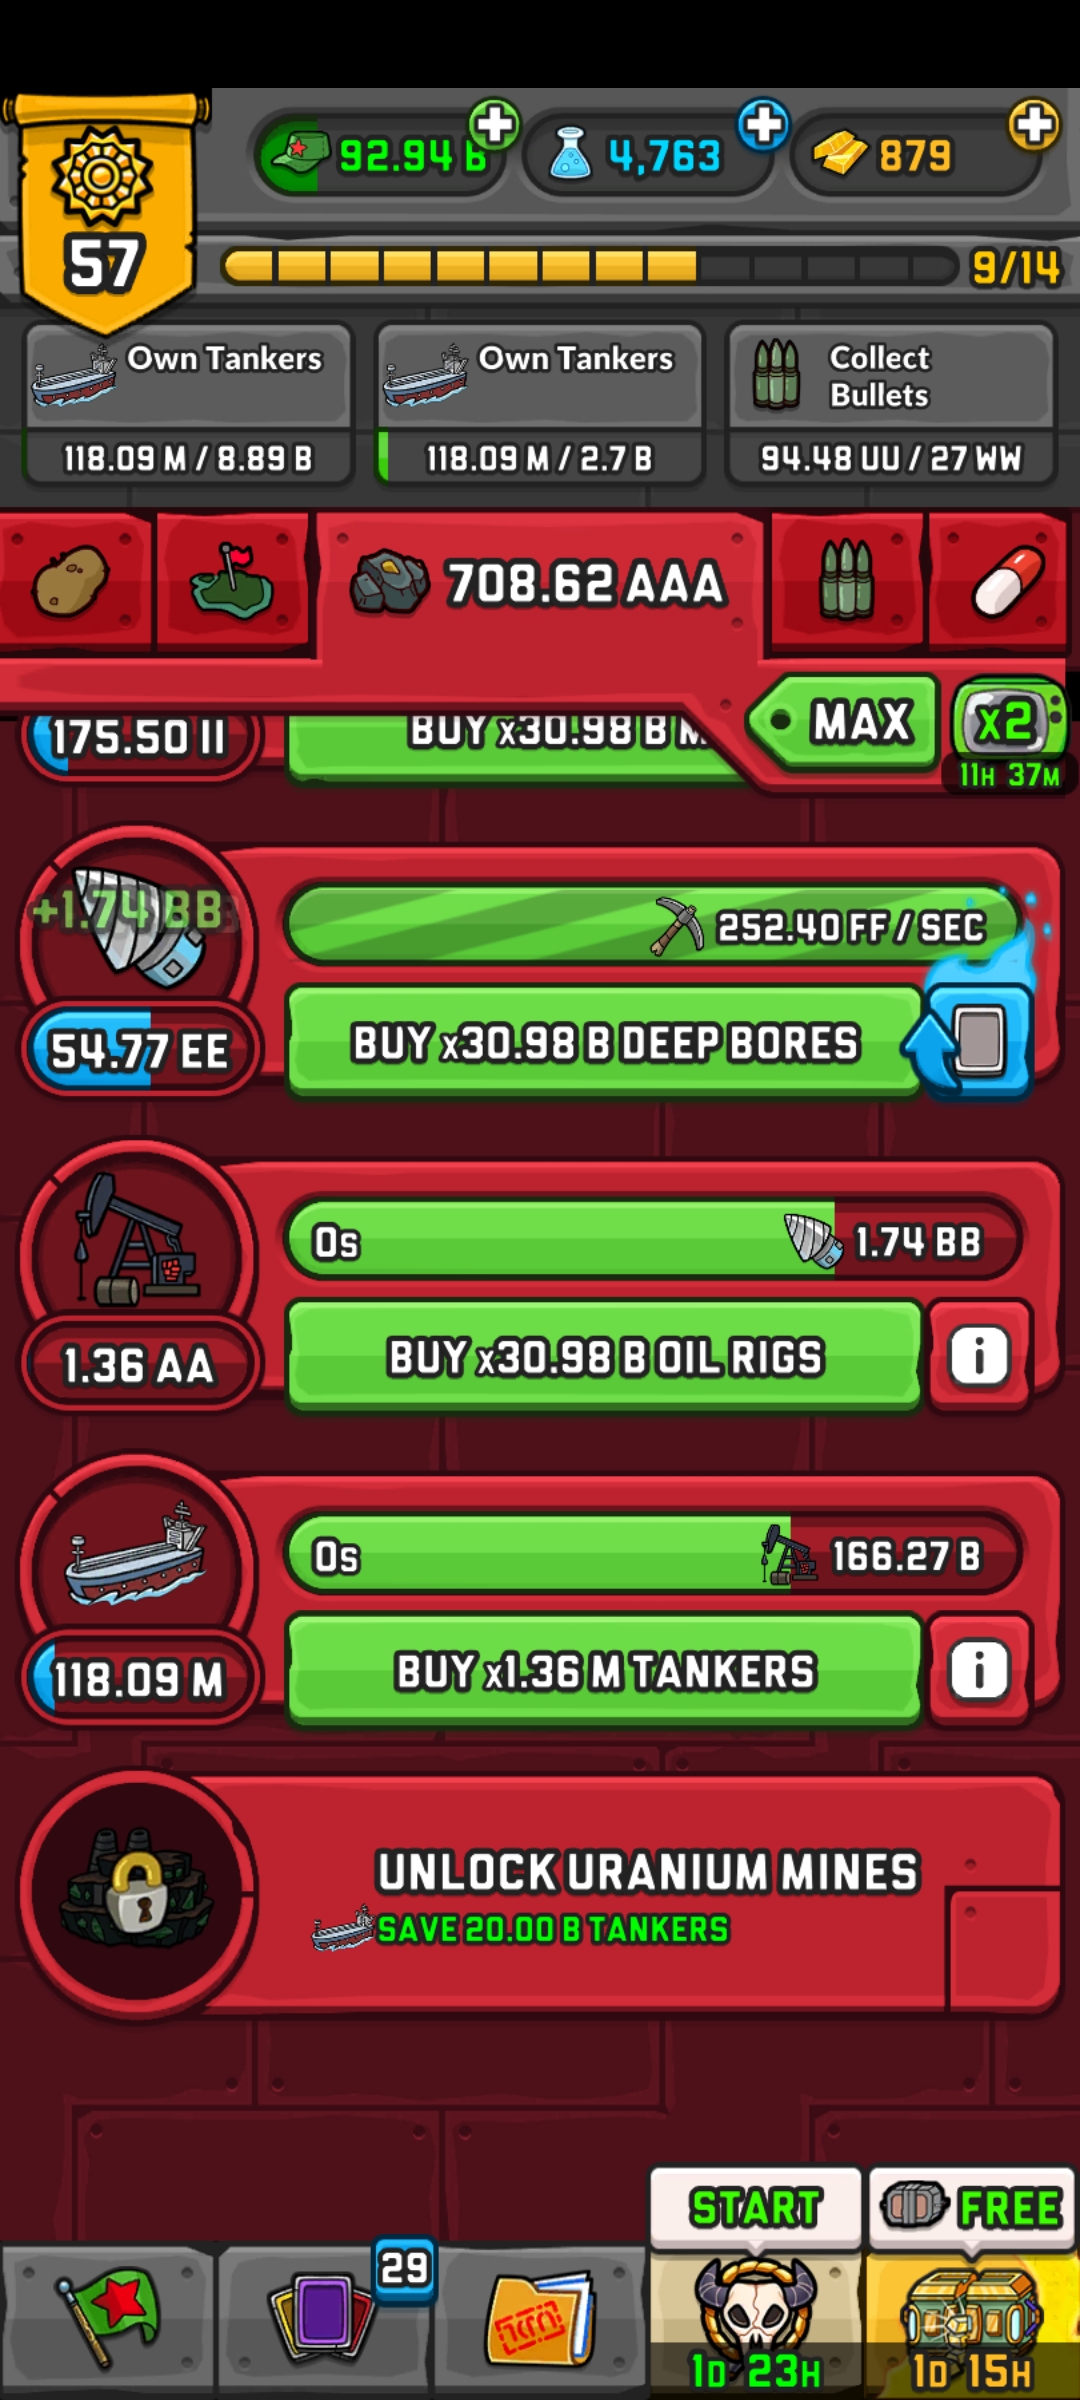 92.94 B
4,763
879
57
9/14
Own Tankers
118.09 M / 8.89 B
Own Tankers
118.09 M / 2.7 B
Collect
Bullets
94.48 UU / 27 WW
708.62 AAA
175.50 II
BUY x30.98 B
MAX
x2
11H 37M
+1.74 BB
252.40 FF / SEC
54.77 EE
BUY x30.98 B DEEP BORES
0s
1.74 BB
1.36 AA
BUY x30.98 B OIL RIGS
i
0s
166.27 B
118.09 M
BUY x1.36 M TANKERS
i
UNLOCK URANIUM MINES
SAVE 20.00 B TANKERS
START
FREE
29
1D 23H
1D 15H